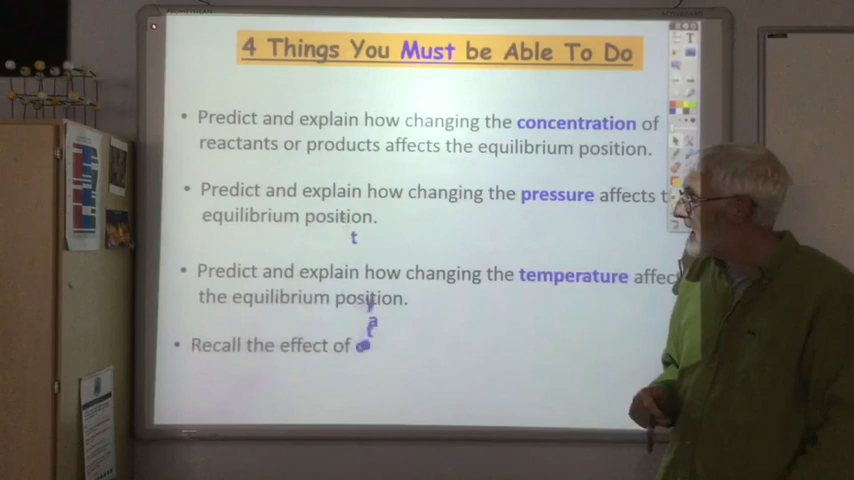 4 Things You Must be Able To Do
• Predict and explain how changing the concentration of
reactants or products affects the equilibrium position.
• Predict and explain how changing the pressure affects t
equilibrium position.
t
• Predict and explain how changing the temperature affec
the equilibrium position.
y
a
t
• Recall the effect of